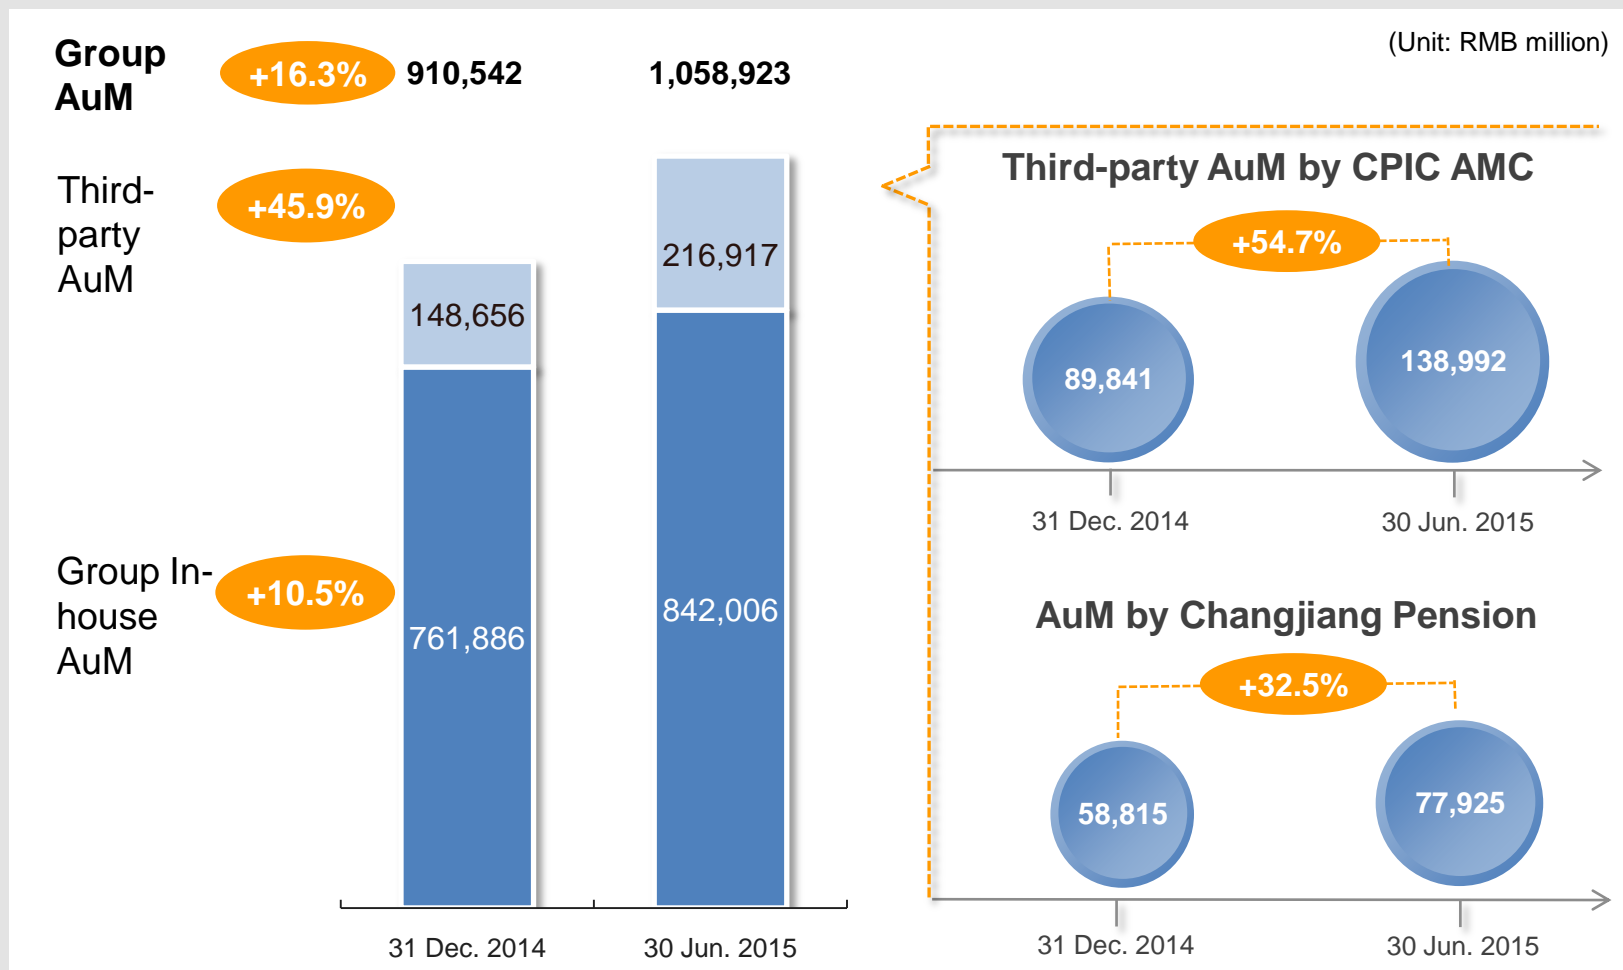 (Unit: RMB million)
Group
AuM
+16.3%
910,542
1,058,923
Third-
party
AuM
+45.9%
148,656
216,917
Group In-
house
AuM
+10.5%
761,886
842,006
31 Dec. 2014
30 Jun. 2015
Third-party AuM by CPIC AMC
+54.7%
89,841
138,992
31 Dec. 2014
30 Jun. 2015
AuM by Changjiang Pension
+32.5%
58,815
77,925
31 Dec. 2014
30 Jun. 2015